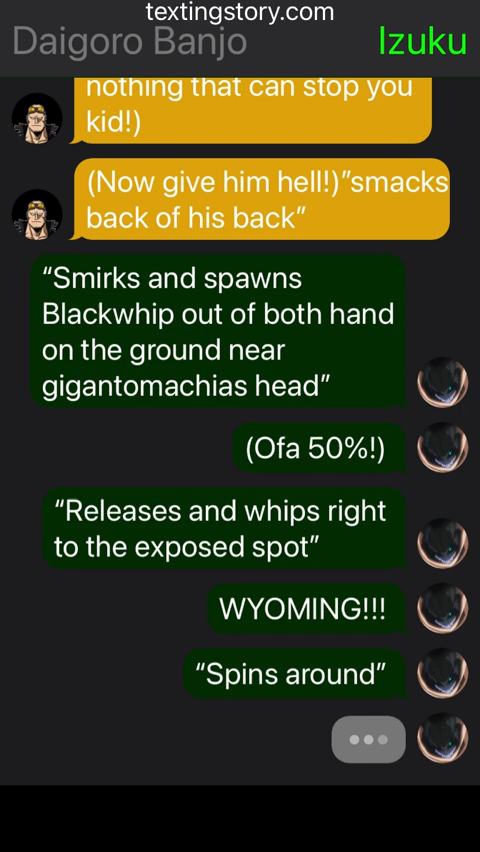 textingstory.com
Daigoro Banjo
Izuku
nothing that can stop you
kid!)
(Now give him hell!)”smacks
back of his back”
“Smirks and spawns
Blackwhip out of both hand
on the ground near
gigantomachias head”
(Ofa 50%!)
“Releases and whips right
to the exposed spot”
WYOMING!!!
“Spins around”